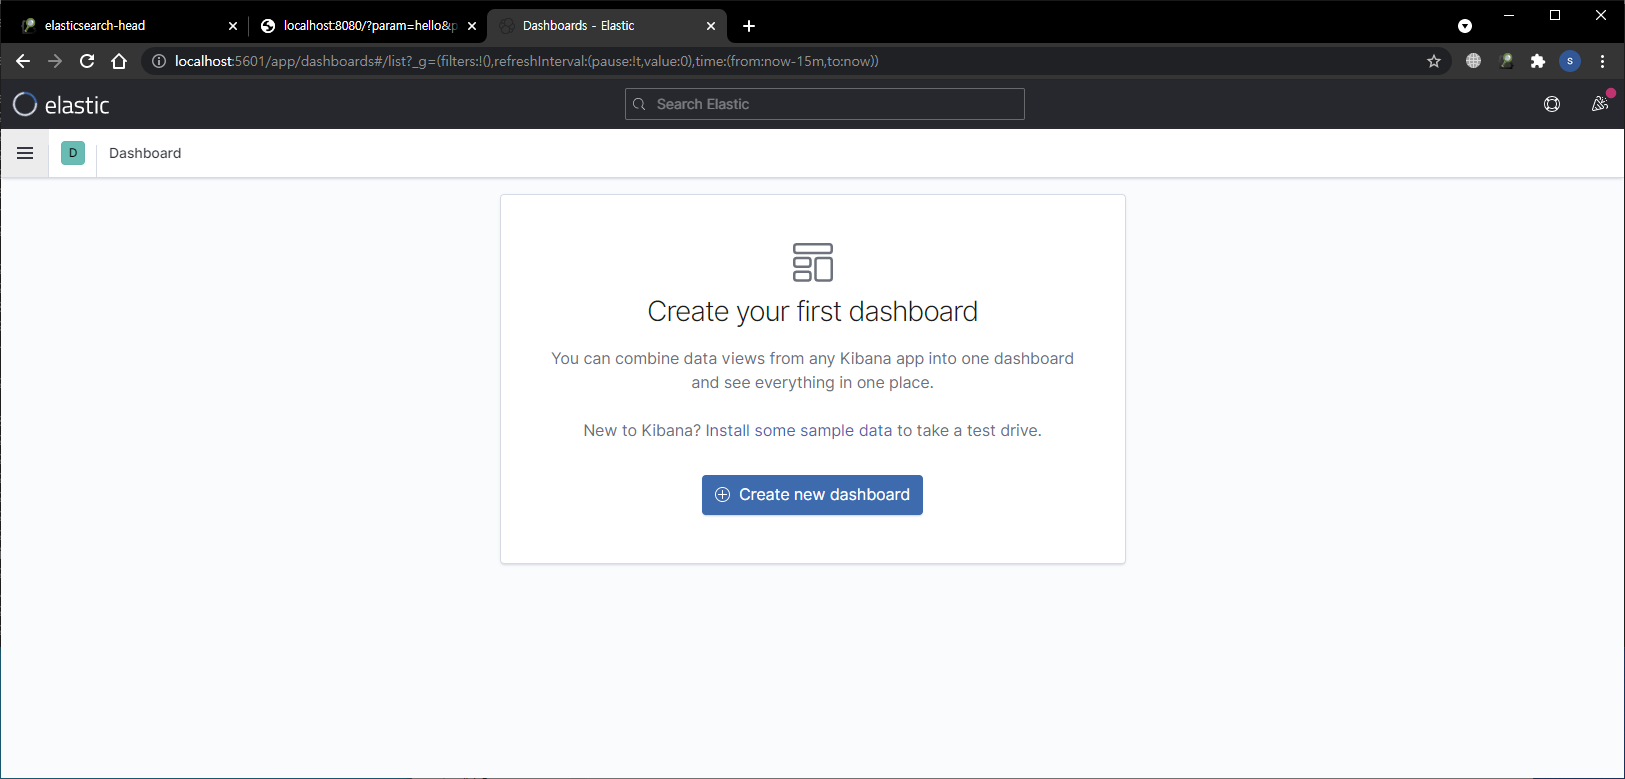 elasticsearch-head
localhost:8080/?param=hello&p
Dashboards - Elastic
localhost:5601/app/dashboards#/list?_g=(filters:!(),refreshInterval:(pause:!t,value:0),time:(from:now-15m,to:now))
S
elastic
Search Elastic
D
Dashboard
Create your first dashboard
You can combine data views from any Kibana app into one dashboard
and see everything in one place.
New to Kibana? Install some sample data to take a test drive.
Create new dashboard